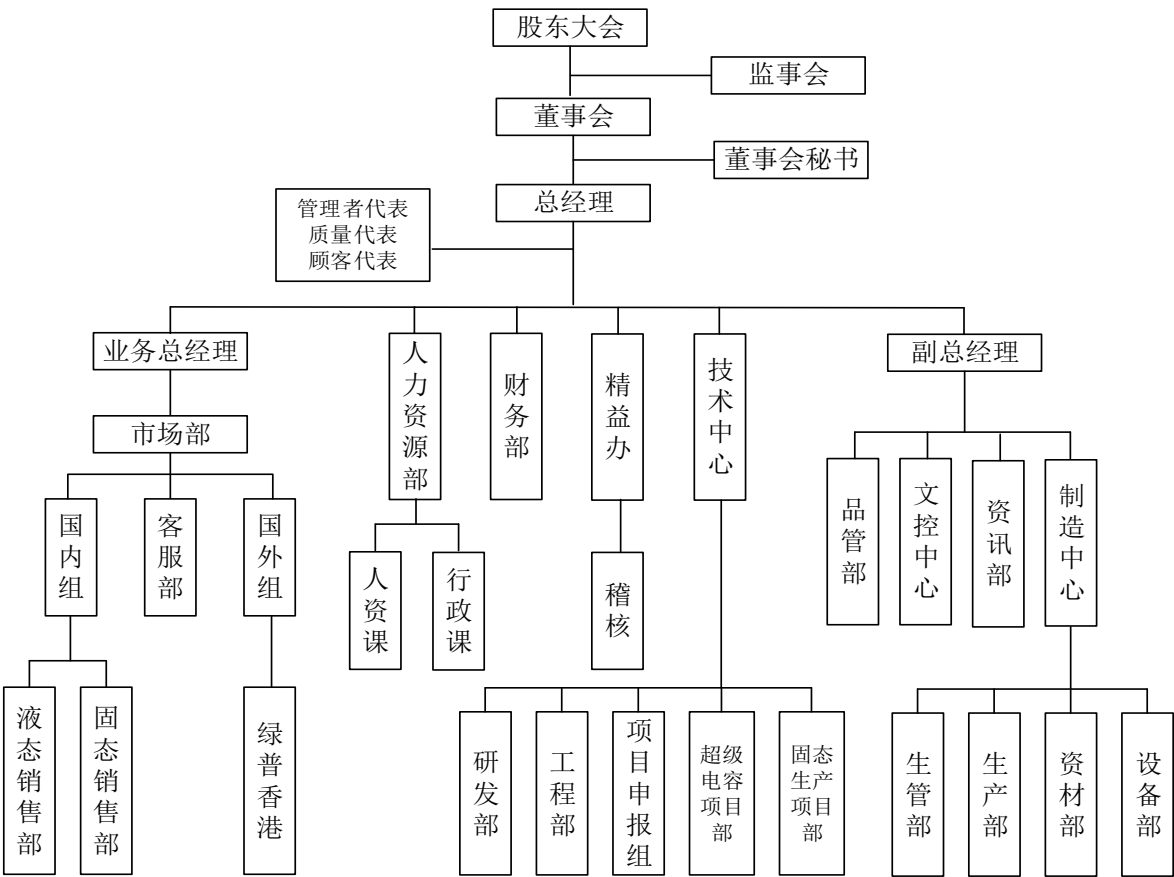 股东大会
监事会
董事会
董事会秘书
总经理
管理者代表
质量代表
顾客代表
业务总经理
人力资源部
财务部
精益办
技术中心
副总经理
市场部
国内组
客服部
国外组
人资课
行政课
稽核
品管部
文控中心
资讯部
制造中心
液态销售部
固态销售部
绿普香港
研发部
工程部
项目申报组
超级
电容
项目
部
固态
生产
项目
部
生管部
生产部
资材部
设备部